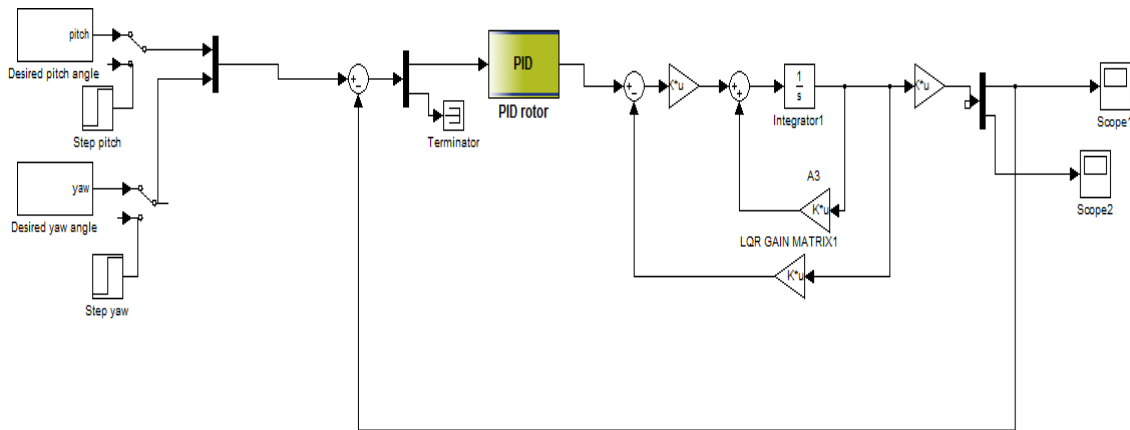 pitch
Desired pitch angle
Step pitch
yaw
Desired yaw angle
Step yaw
+
−
Terminator
PID
PID rotor
+
−
K*u
+
+
1
s
Integrator1
K*u
Scope1
Scope2
A3
K*u
LQR GAIN MATRIX1
K*u